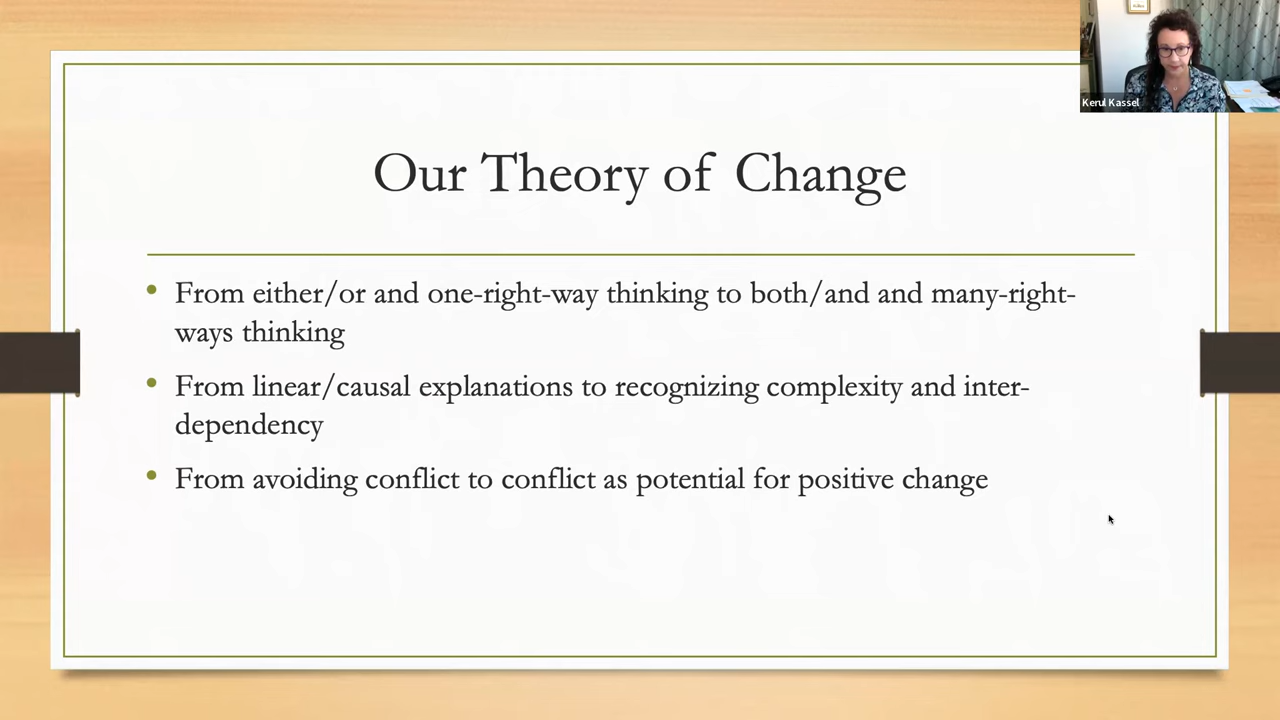 Kerul Kassel
Our Theory of Change
• From either/or and one-right-way thinking to both/and and many-right-
ways thinking
• From linear/causal explanations to recognizing complexity and inter-
dependency
• From avoiding conflict to conflict as potential for positive change